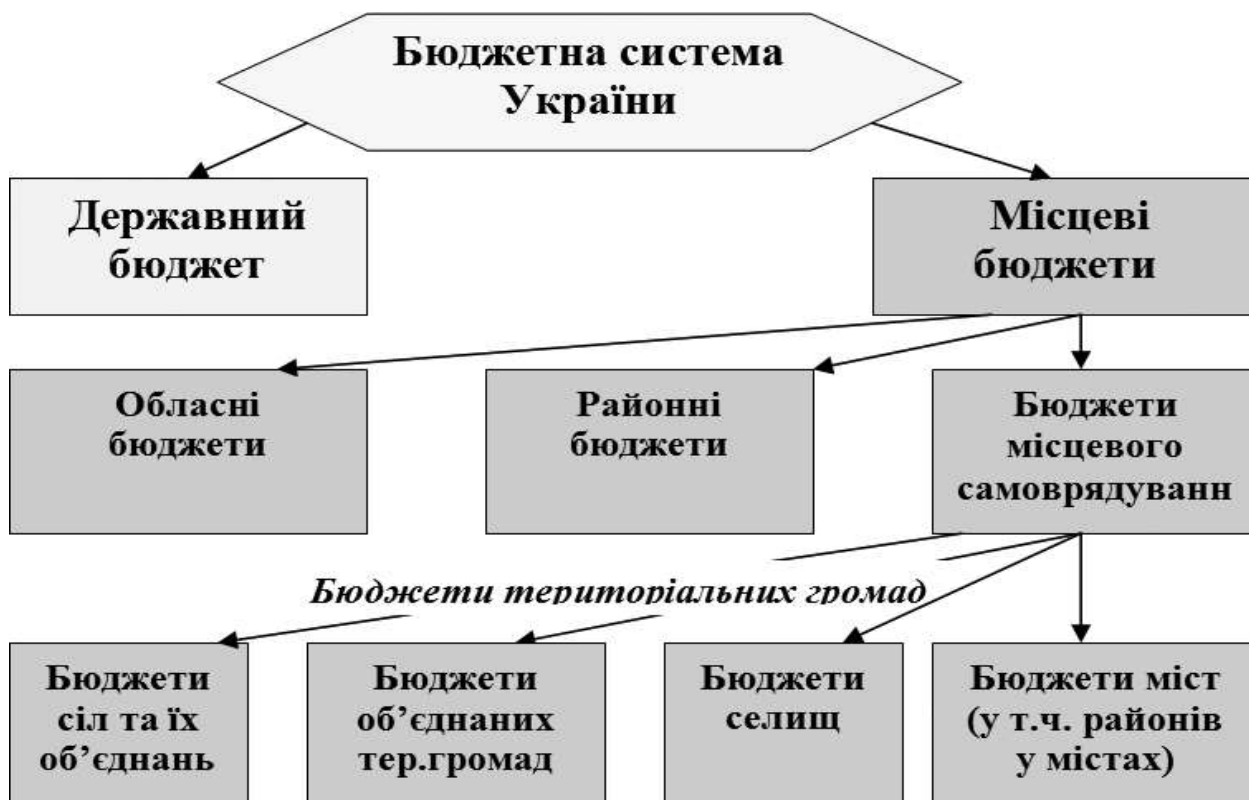 Бюджетна система
України
Державний
бюджет
Місцеві
бюджети
Обласні
бюджети
Районні
бюджети
Бюджети
місцевого
самоврядуванн
Бюджети територіальних громад
Бюджети
сіл та їх
об’єднань
Бюджети
об’єднаних
тер.громад
Бюджети
селищ
Бюджети міст
(у т.ч. районів
у містах)